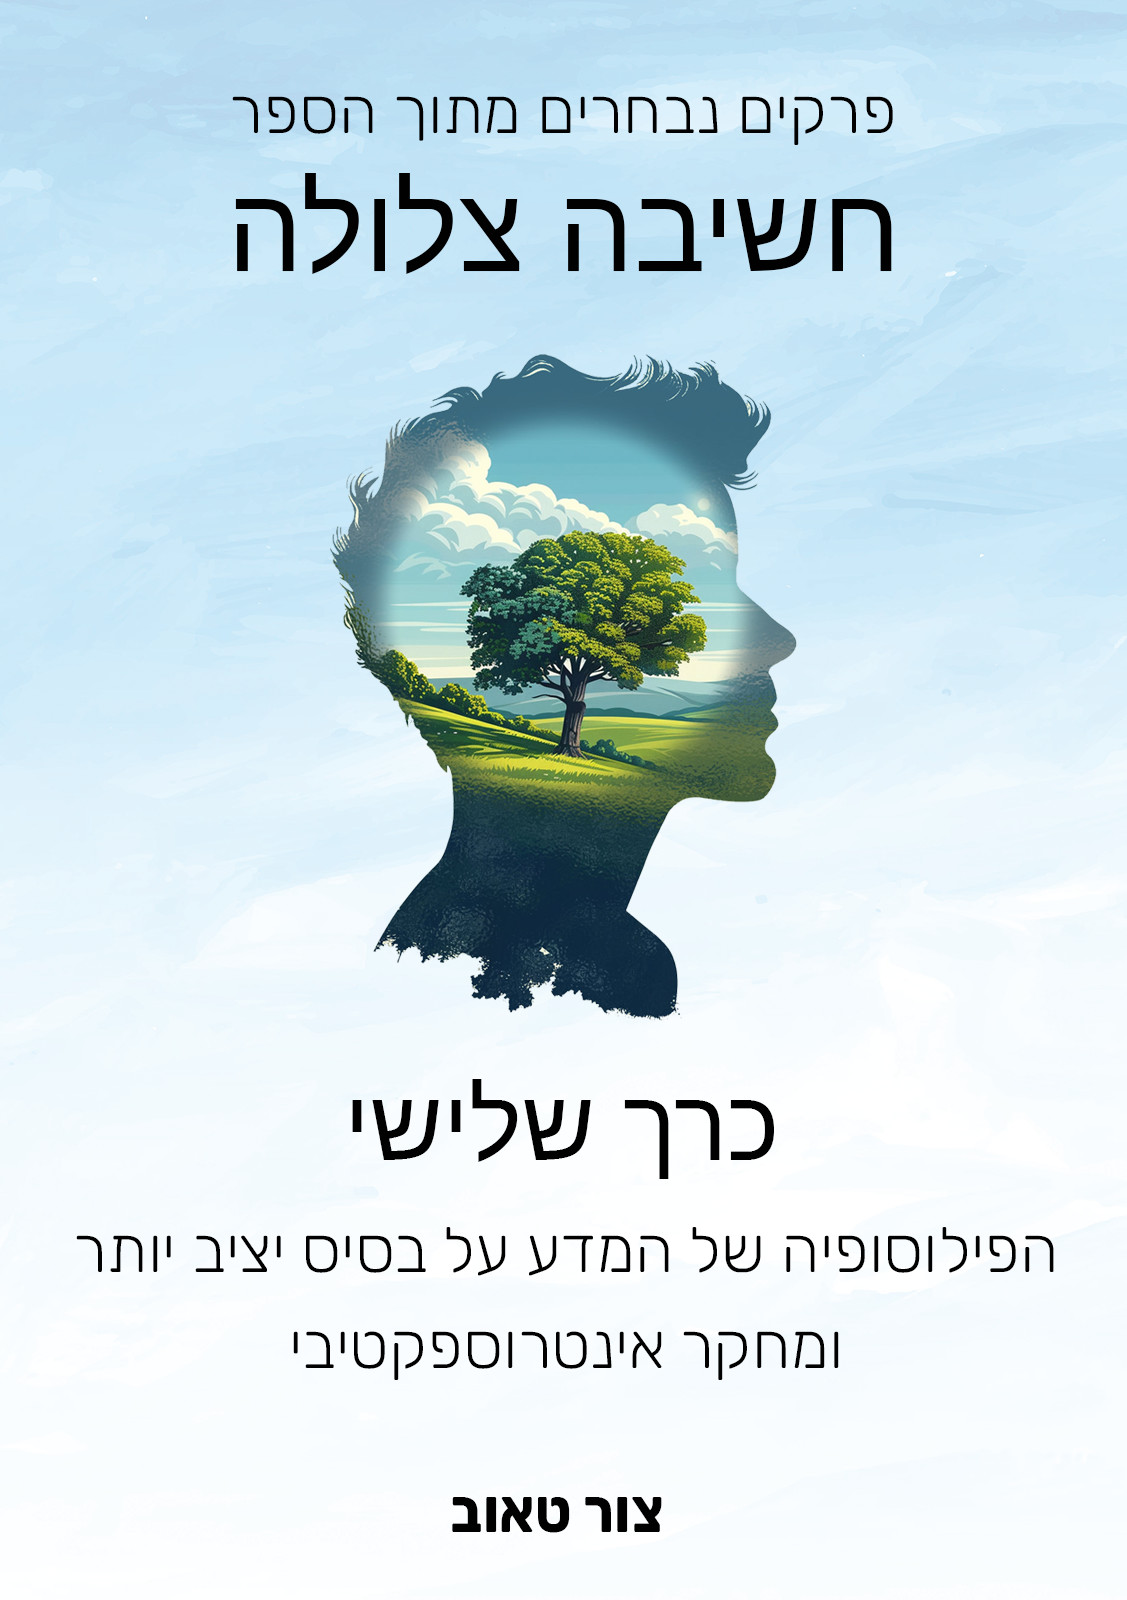 פרקים נבחרים מתוך הספר
חשיבה צלולה
כרך שלישי
הפילוסופיה של המדע על בסיס יציב יותר
ומחקר אינטרוספקטיבי
צור טאוב